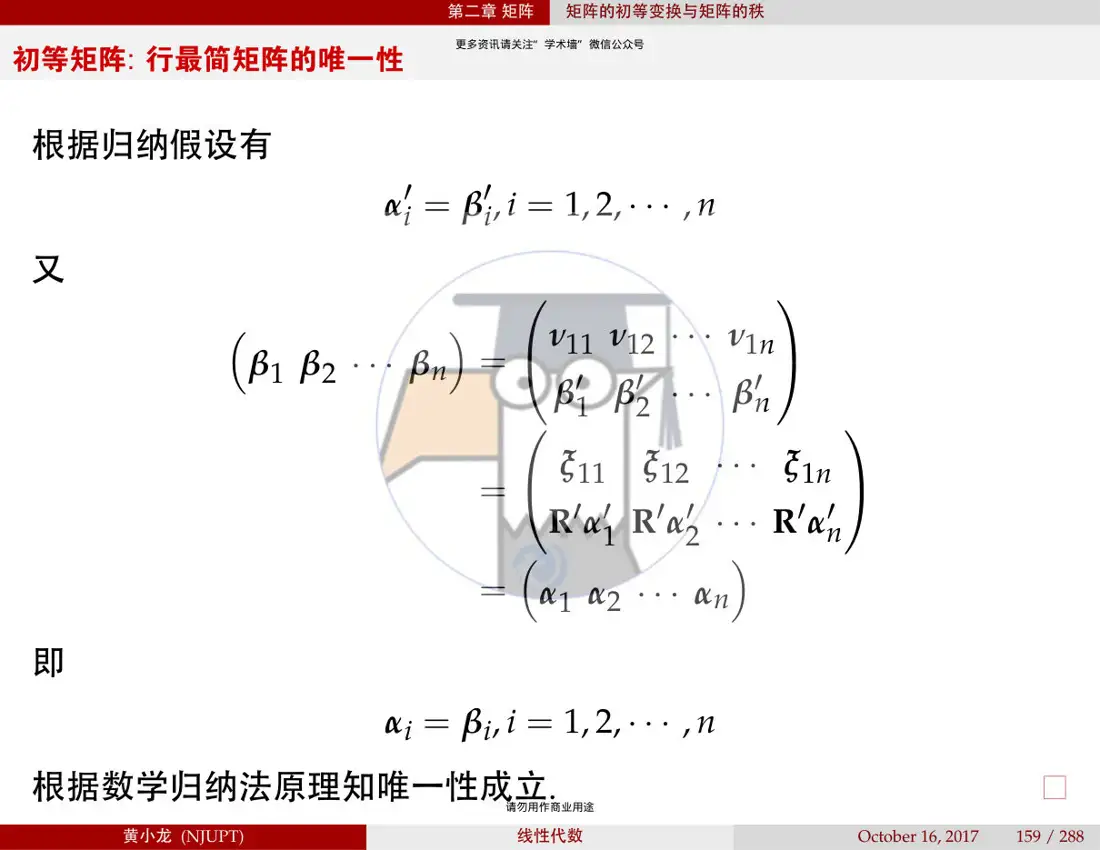 第二章 矩阵 矩阵的初等变换与矩阵的秩
更多资讯请关注“学术墙”微信公众号
初等矩阵: 行最简矩阵的唯一性
根据归纳假设有
α′ᵢ = β′ᵢ, i = 1, 2, ··· , n
又
(β₁ β₂ ··· βₙ) = (ν₁₁ ν₁₂ ··· ν₁ₙ
β′₁ β′₂ ··· β′ₙ)
= (ξ₁₁ ξ₁₂ ··· ξ₁ₙ
R′α′₁ R′α′₂ ··· R′α′ₙ)
= (α₁ α₂ ··· αₙ)
即
αᵢ = βᵢ, i = 1, 2, ··· , n
根据数学归纳法原理知唯一性成立.
请勿用作商业用途
黄小龙 (NJUPT) 线性代数 October 16, 2017 159 / 288